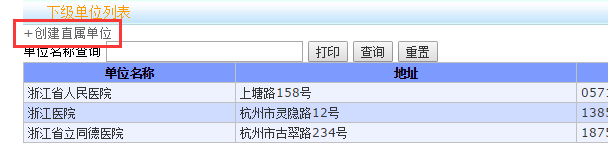 下级单位列表
+创建直属单位
单位名称查询 打印 查询 重置
单位名称 地址
浙江省人民医院 上塘路158号 0571
浙江医院 杭州市灵隐路12号 1385
浙江省立同德医院 杭州市古翠路234号 1875